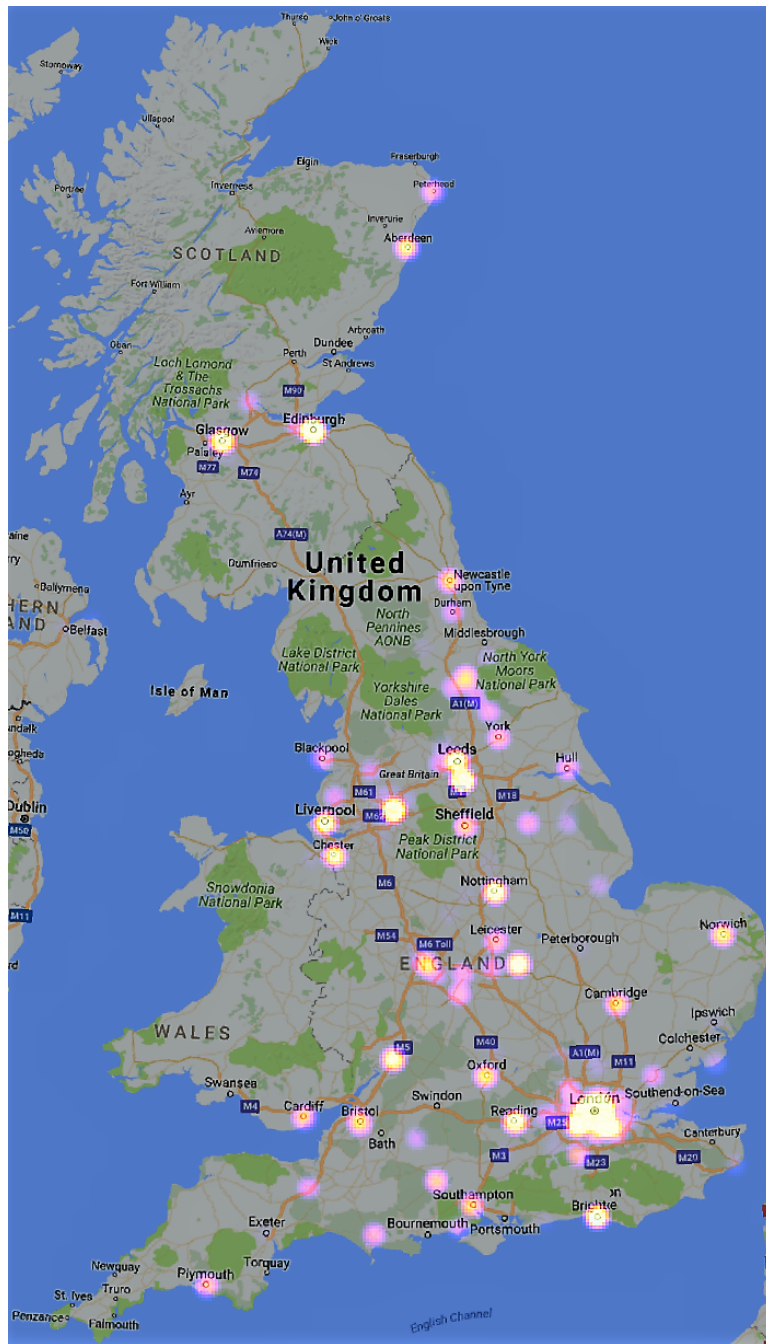 Thurso
John o' Groats
Wick
Stornoway
Ullapool
Fraserburgh
Elgin
Peterhead
Portree
Inverness
Inverurie
Aviemore
Aberdeen
SCOTLAND
Fort William
Arbroath
Dundee
Oban
Perth
St Andrews
Loch Lomond
& The
Trossachs
National Park
M90
Edinburgh
Glasgow
Paisley
M77
M74
Ayr
A74(M)
Dumfries
United
Kingdom
Newcastle
upon Tyne
Ballymena
Durham
North
Pennines
AONB
Belfast
Middlesbrough
Lake District
National Park
North York
Moors
National Park
Isle of Man
Yorkshire
Dales
National Park
A1(M)
York
Blackpool
Leeds
Hull
Great Britain
M61
M18
Dublin
M50
Liverpool
M62
Sheffield
Chester
Peak District
National Park
M6
Snowdonia
National Park
Nottingham
M11
Norwich
M54
M6 Toll
Leicester
Peterborough
ENGLAND
Cambridge
Ipswich
WALES
Colchester
M5
M40
A1(M)
M11
Oxford
Swansea
Swindon
London
Southend-on-Sea
M4
Cardiff
Bristol
Reading
M25
Bath
Canterbury
M3
M23
M20
Southampton
Exeter
Bournemouth
Portsmouth
Newquay
Torquay
Plymouth
St. Ives
Truro
Penzance
Falmouth
English Channel